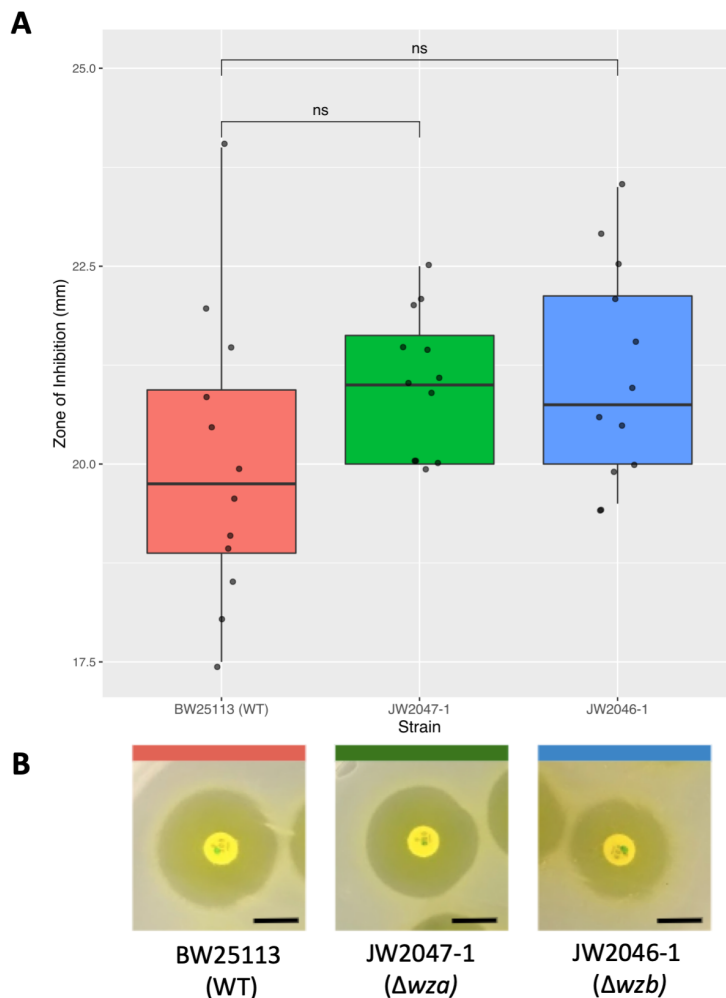 A
ns
ns
25.0
22.5
20.0
17.5
Zone of Inhibition (mm)
BW25113 (WT) JW2047-1 JW2046-1
Strain
B
BW25113 JW2047-1 JW2046-1
(WT) (Δwza) (Δwzb)